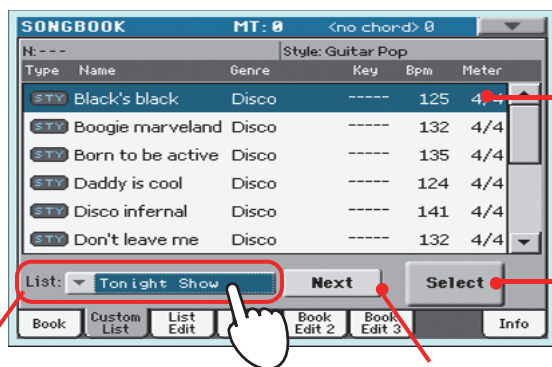 SONGBOOK MT: 0 <no chord> 0
N: --- Style: Guitar Pop
Type Name Genre Key Bpm Meter
STY Black's black Disco ----- 125 4/4
STY Boogie marveland Disco ----- 132 4/4
STY Born to be active Disco ----- 135 4/4
STY Daddy is cool Disco ----- 124 4/4
STY Disco infernal Disco ----- 141 4/4
STY Don't leave me Disco ----- 132 4/4
List: Tonight Show Next Select
Book Custom List List Edit Book Edit 2 Book Edit 3 Info